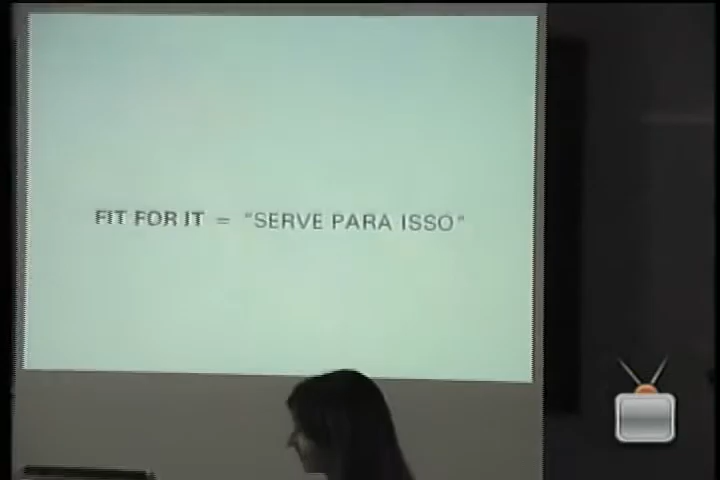 FIT FOR IT = "SERVE PARA ISSO"